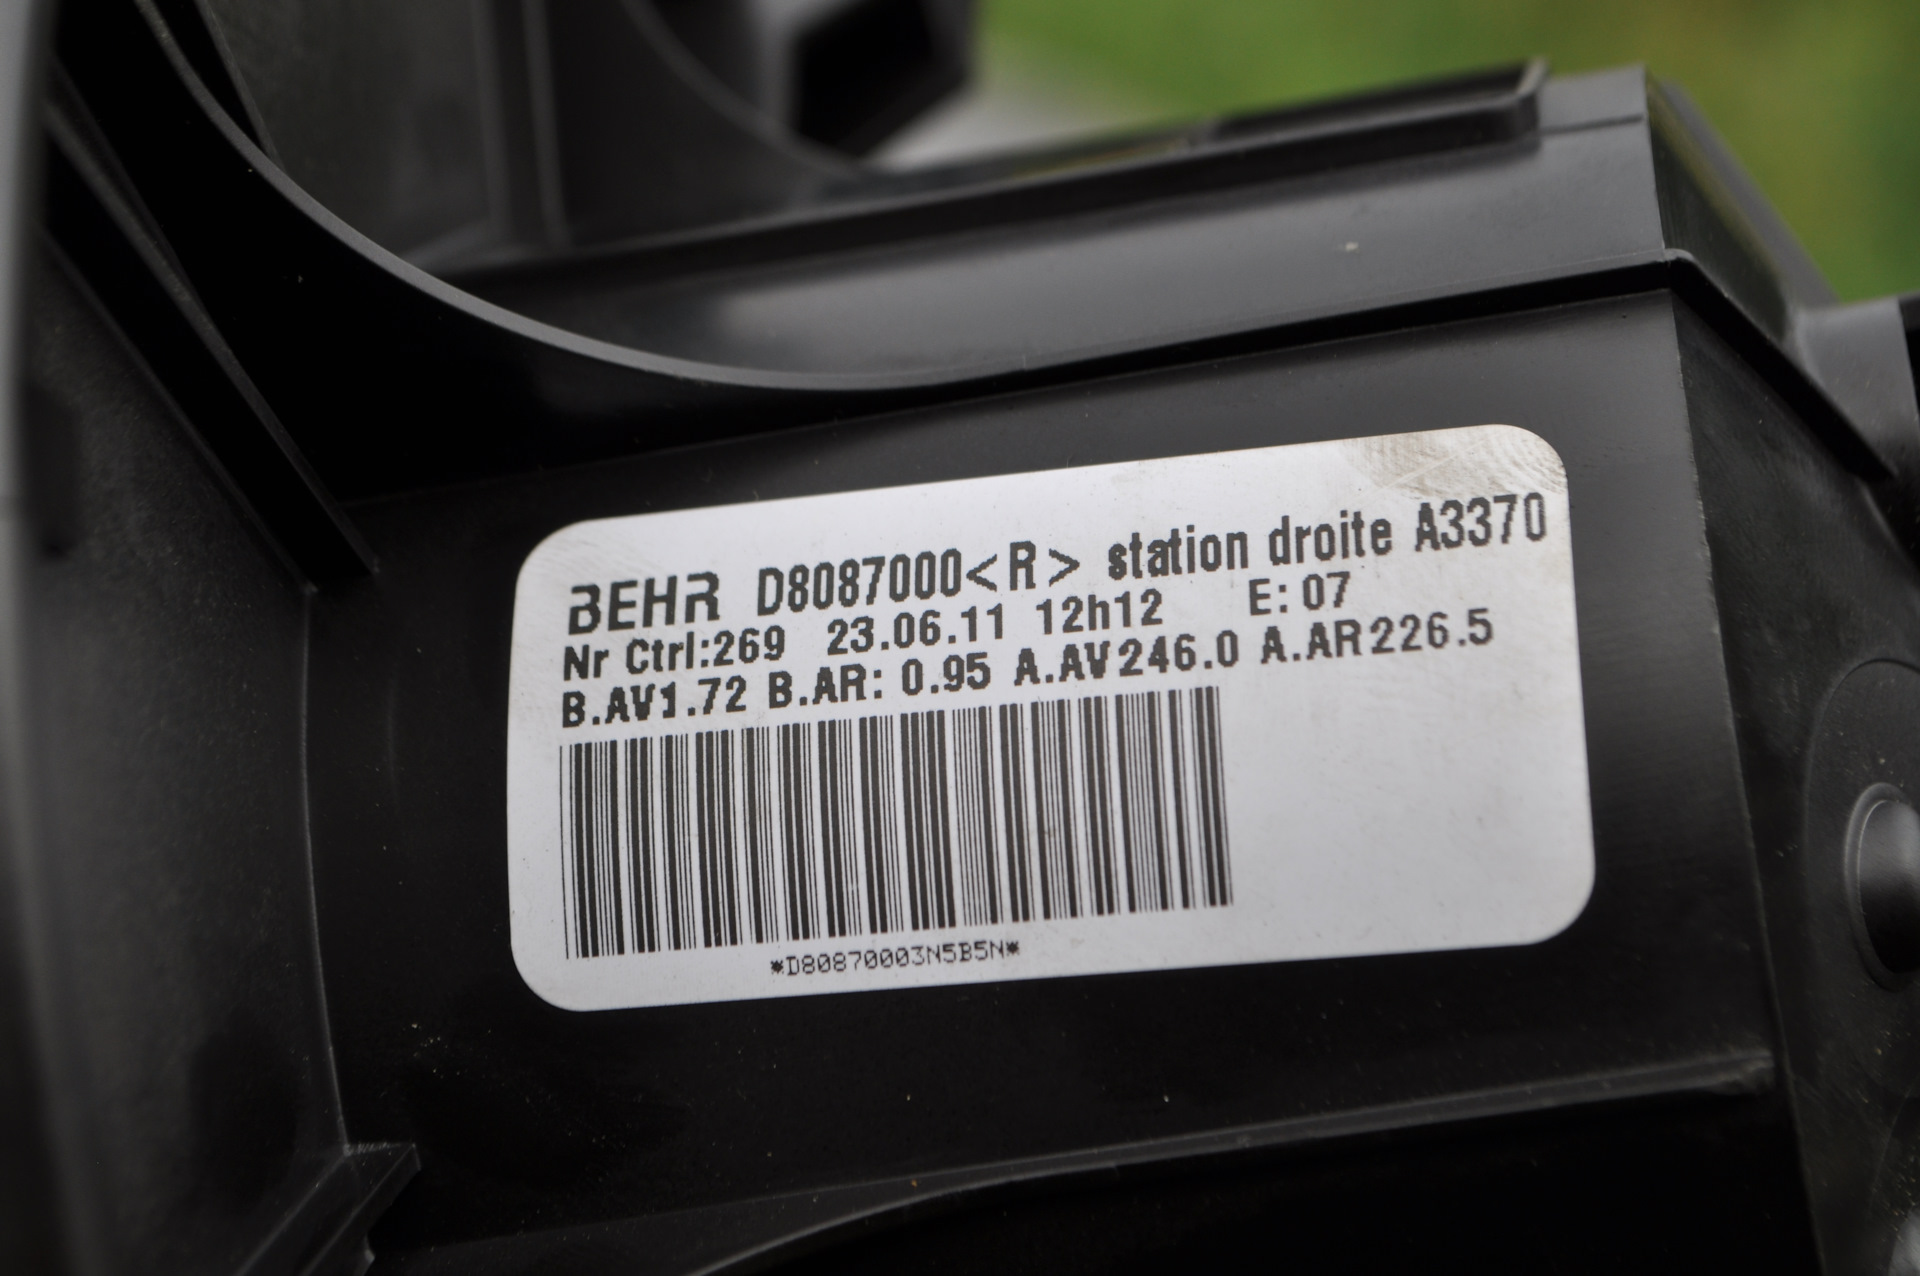 BEHR D8087000<R> station droite A3370
Nr Ctrl:269 23.06.11 12h12 E: 07
B.AV1.72 B.AR: 0.95 A.AV246.0 A.AR226.5
*D80870003N5B5N*